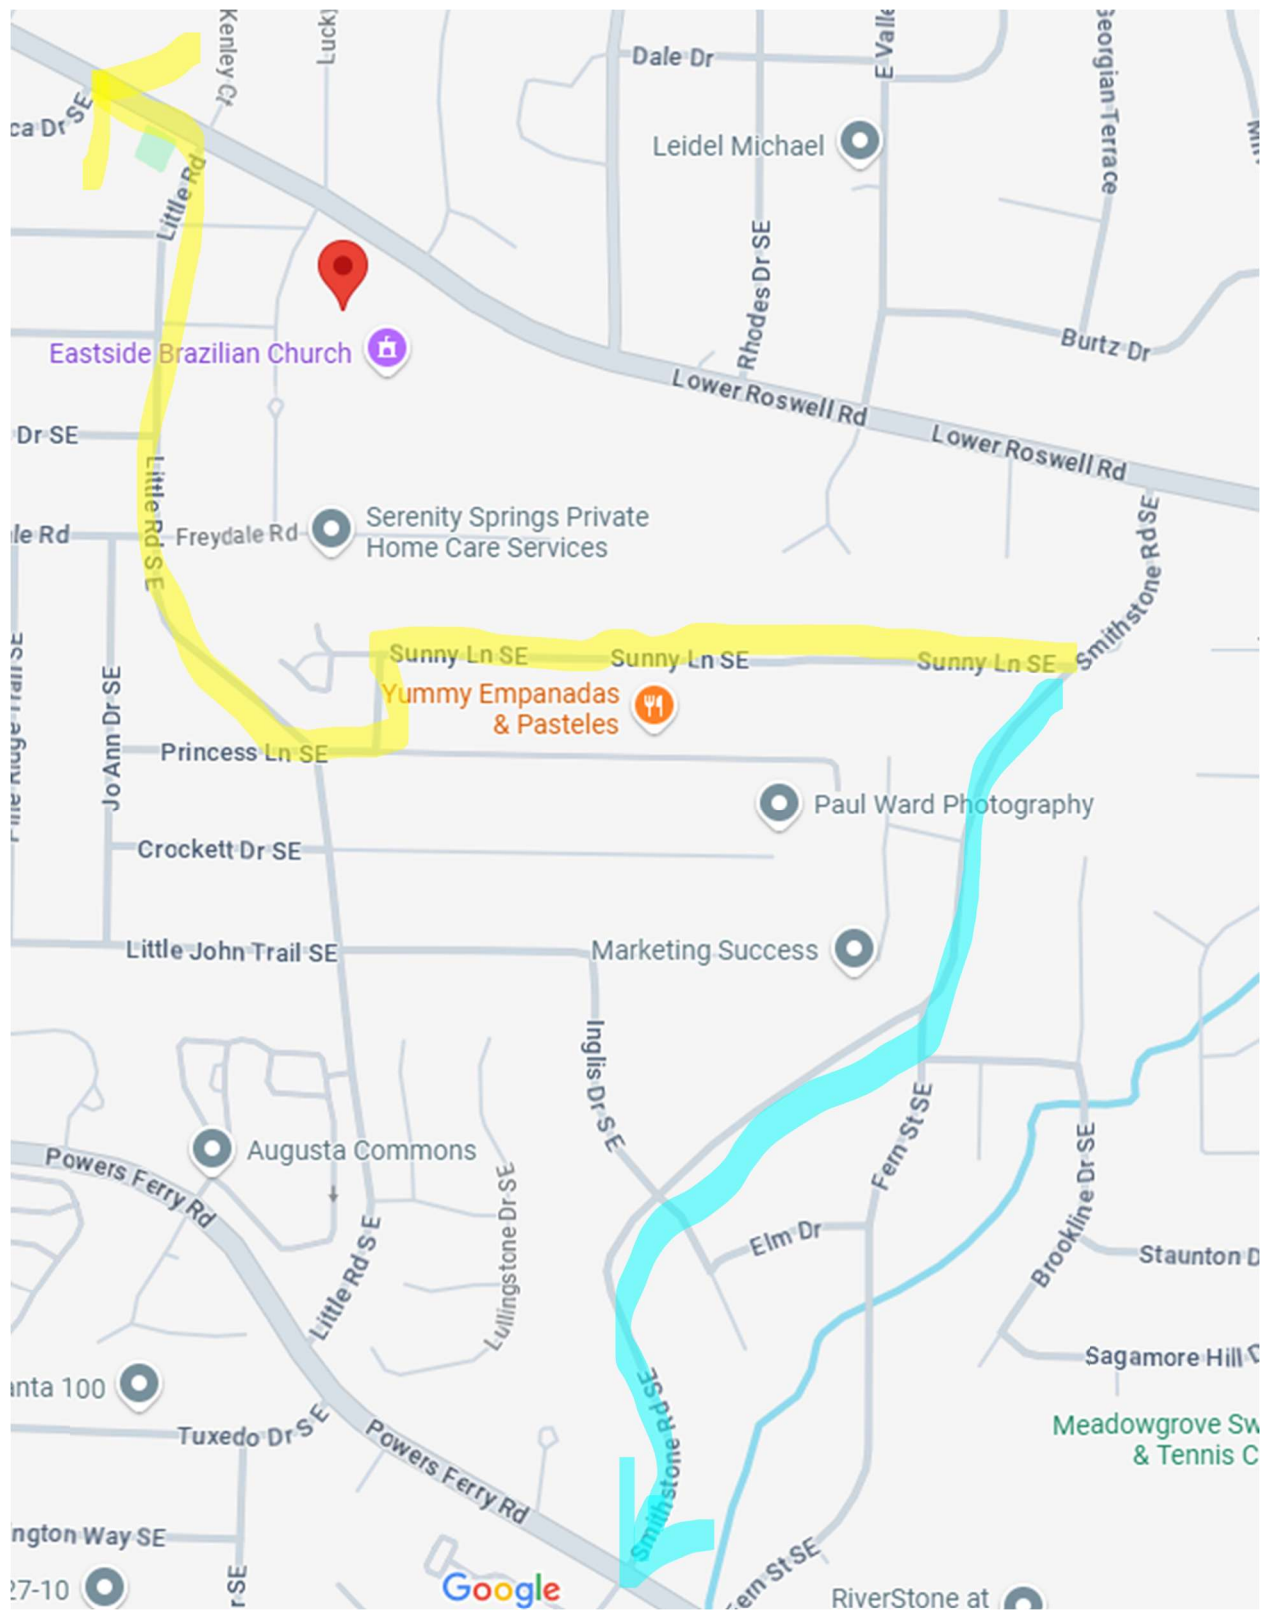 Kenley Ct
Lucky
Dale Dr
E Valle
Georgian Terrace
ca Dr SE
Leidel Michael
Little Rd
Rhodes Dr SE
Eastside Brazilian Church
Burtz Dr
Lower Roswell Rd
Lower Roswell Rd
Dr SE
Little Rd SE
Smithstone Rd SE
le Rd
Freydale Rd
Serenity Springs Private
Home Care Services
Sunny Ln SE
Sunny Ln SE
Sunny Ln SE
Yummy Empanadas
& Pasteles
Jo Ann Dr SE
Princess Ln SE
Paul Ward Photography
Crockett Dr SE
Little John Trail SE
Marketing Success
Inglis Dr SE
Fern St SE
Augusta Commons
Powers Ferry Rd
Brookline Dr SE
Lullingstone Dr SE
Elm Dr
Little Rd SE
Staunton D
Sagamore Hill
anta 100
Smithstone Rd SE
Meadowgrove Sw
& Tennis C
Tuxedo Dr SE
Powers Ferry Rd
ngton Way SE
Fern St SE
27-10
r SE
Google
RiverStone at